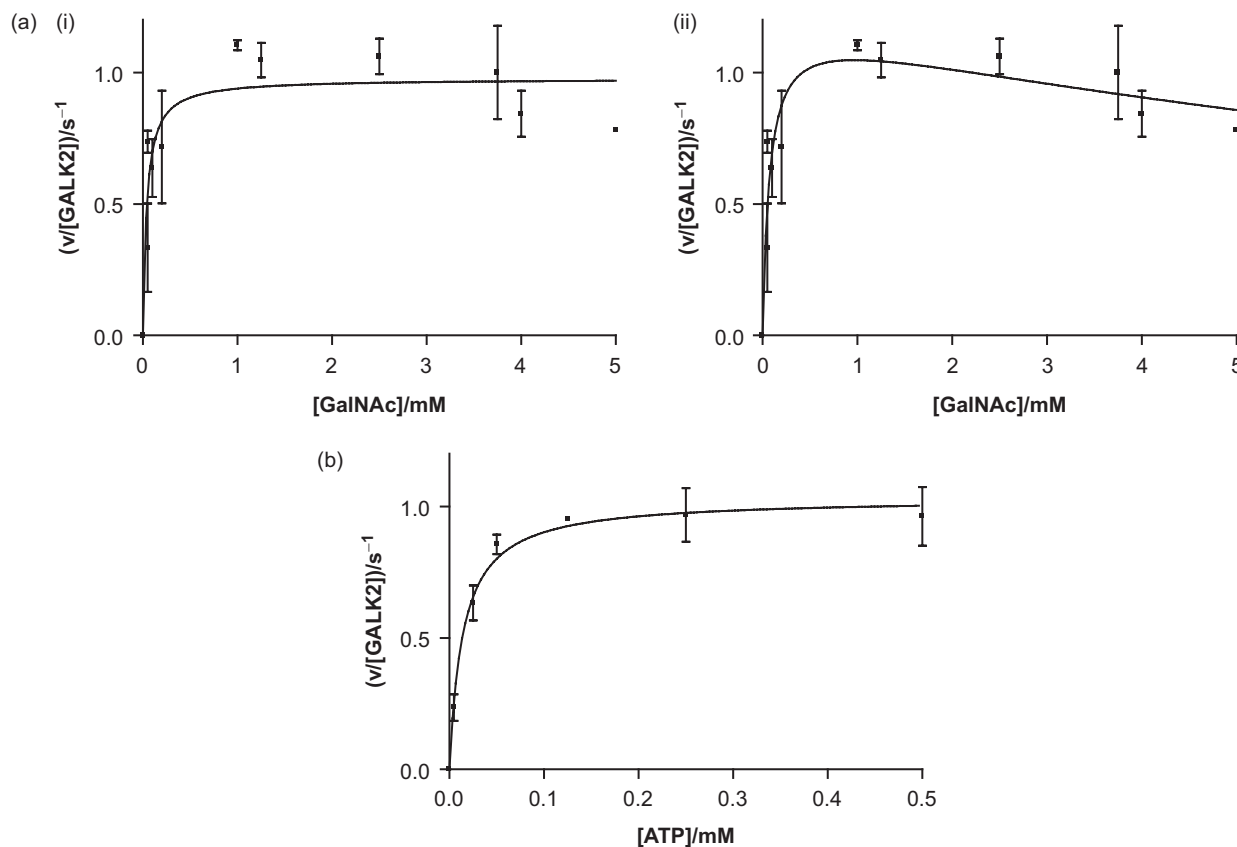 (a) (i)
(v/[GALK2])/s⁻¹
1.0
0.5
0.0
0 1 2 3 4 5
[GalNAc]/mM
(ii)
(v/[GALK2])/s⁻¹
1.0
0.5
0.0
0 1 2 3 4 5
[GalNAc]/mM
(b)
(v/[GALK2])/s⁻¹
1.0
0.5
0.0
0.0 0.1 0.2 0.3 0.4 0.5
[ATP]/mM